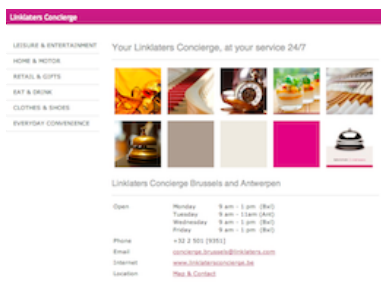 Linklaters Concierge
LEISURE & ENTERTAINMENT
HOME & MOTOR
RETAIL & GIFTS
EAT & DRINK
CLOTHES & SHOES
EVERYDAY CONVENIENCE
Your Linklaters Concierge, at your service 24/7
Linklaters Concierge Brussels and Antwerpen
Open Monday 9 am - 1 pm (Bxl)
Tuesday 9 am - 11am (Ant)
Wednesday 9 am - 1 pm (Bxl)
Friday 9 am - 1 pm (Bxl)
Phone +32 2 501 [9351]
Email concierge.brussels@linklaters.com
Internet www.linklatersconcierge.be
Location Map & Contact